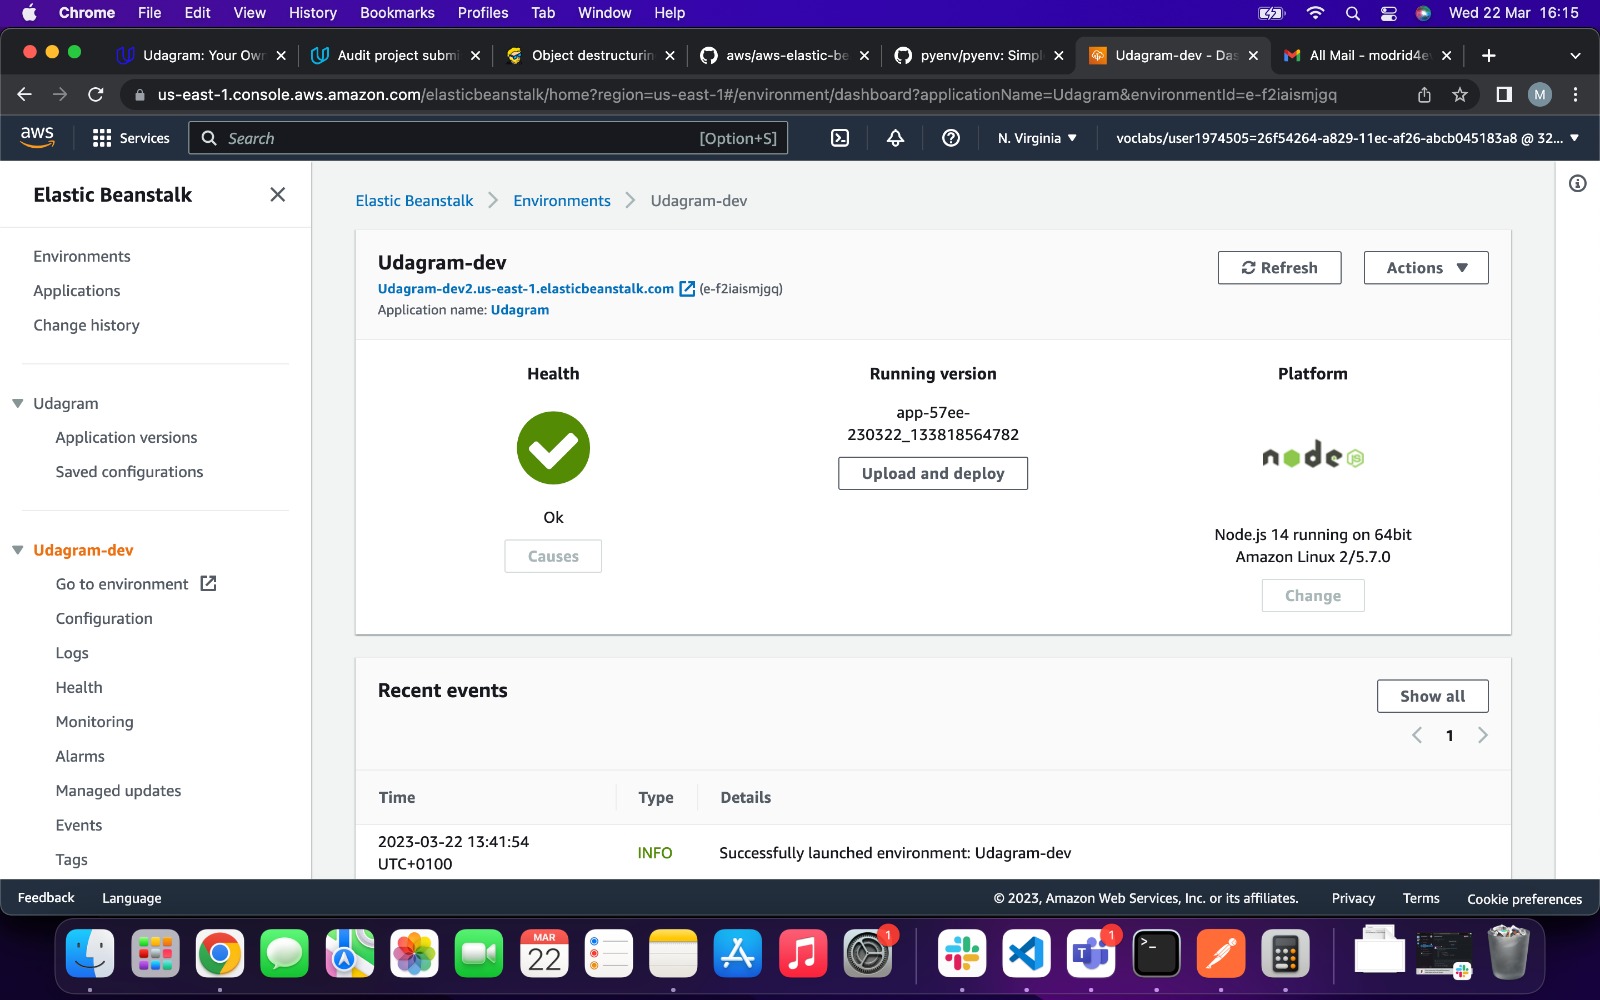 Chrome File Edit View History Bookmarks Profiles Tab Window Help Wed 22 Mar 16:15
Udagram: Your Own Audit project submi Object destructurin aws/aws-elastic-be pyenv/pyenv: Simpl Udagram-dev - Das All Mail - modrid4e
us-east-1.console.aws.amazon.com/elasticbeanstalk/home?region=us-east-1#/environment/dashboard?applicationName=Udagram&environmentId=e-f2iaismjgq M
aws Services Search [Option+S] N. Virginia voclabs/user1974505=26f54264-a829-11ec-af26-abcb045183a8 @ 32...
Elastic Beanstalk
Environments
Applications
Change history
Udagram
Application versions
Saved configurations
Udagram-dev
Go to environment
Configuration
Logs
Health
Monitoring
Alarms
Managed updates
Events
Tags
Elastic Beanstalk Environments Udagram-dev
Udagram-dev
Refresh Actions
Udagram-dev2.us-east-1.elasticbeanstalk.com (e-f2iaismjgq)
Application name: Udagram
Health
Ok
Causes
Running version
app-57ee-
230322_133818564782
Upload and deploy
Platform
node JS
Node.js 14 running on 64bit
Amazon Linux 2/5.7.0
Change
Recent events
Show all
1
Time Type Details
2023-03-22 13:41:54
UTC+0100
INFO Successfully launched environment: Udagram-dev
Feedback Language © 2023, Amazon Web Services, Inc. or its affiliates. Privacy Terms Cookie preferences
MAR
22
1
1